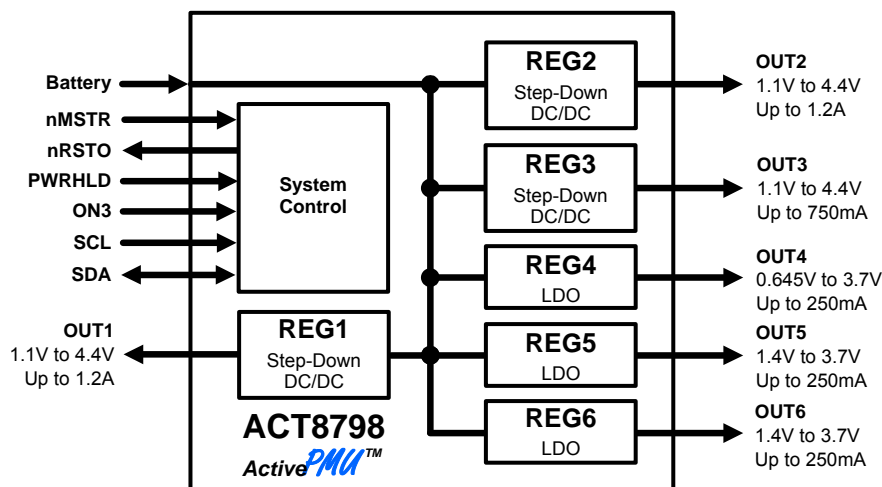 Battery
nMSTR
nRSTO
PWRHLD
ON3
SCL
SDA
System
Control
OUT1
1.1V to 4.4V
Up to 1.2A
REG1
Step-Down
DC/DC
ACT8798
ActivePMU™
REG2
Step-Down
DC/DC
OUT2
1.1V to 4.4V
Up to 1.2A
REG3
Step-Down
DC/DC
OUT3
1.1V to 4.4V
Up to 750mA
REG4
LDO
OUT4
0.645V to 3.7V
Up to 250mA
REG5
LDO
OUT5
1.4V to 3.7V
Up to 250mA
REG6
LDO
OUT6
1.4V to 3.7V
Up to 250mA